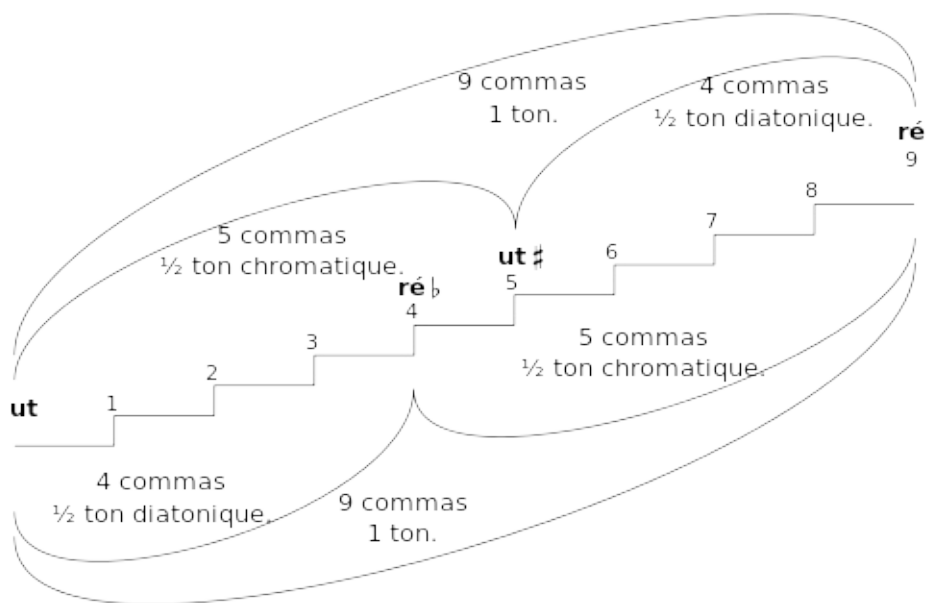 9 commas
1 ton.
4 commas
½ ton diatonique.
ré
9
8
7
5 commas
½ ton chromatique.
ut♯
5
6
ré♭
4
3
2
1
ut
5 commas
½ ton chromatique.
4 commas
½ ton diatonique.
9 commas
1 ton.